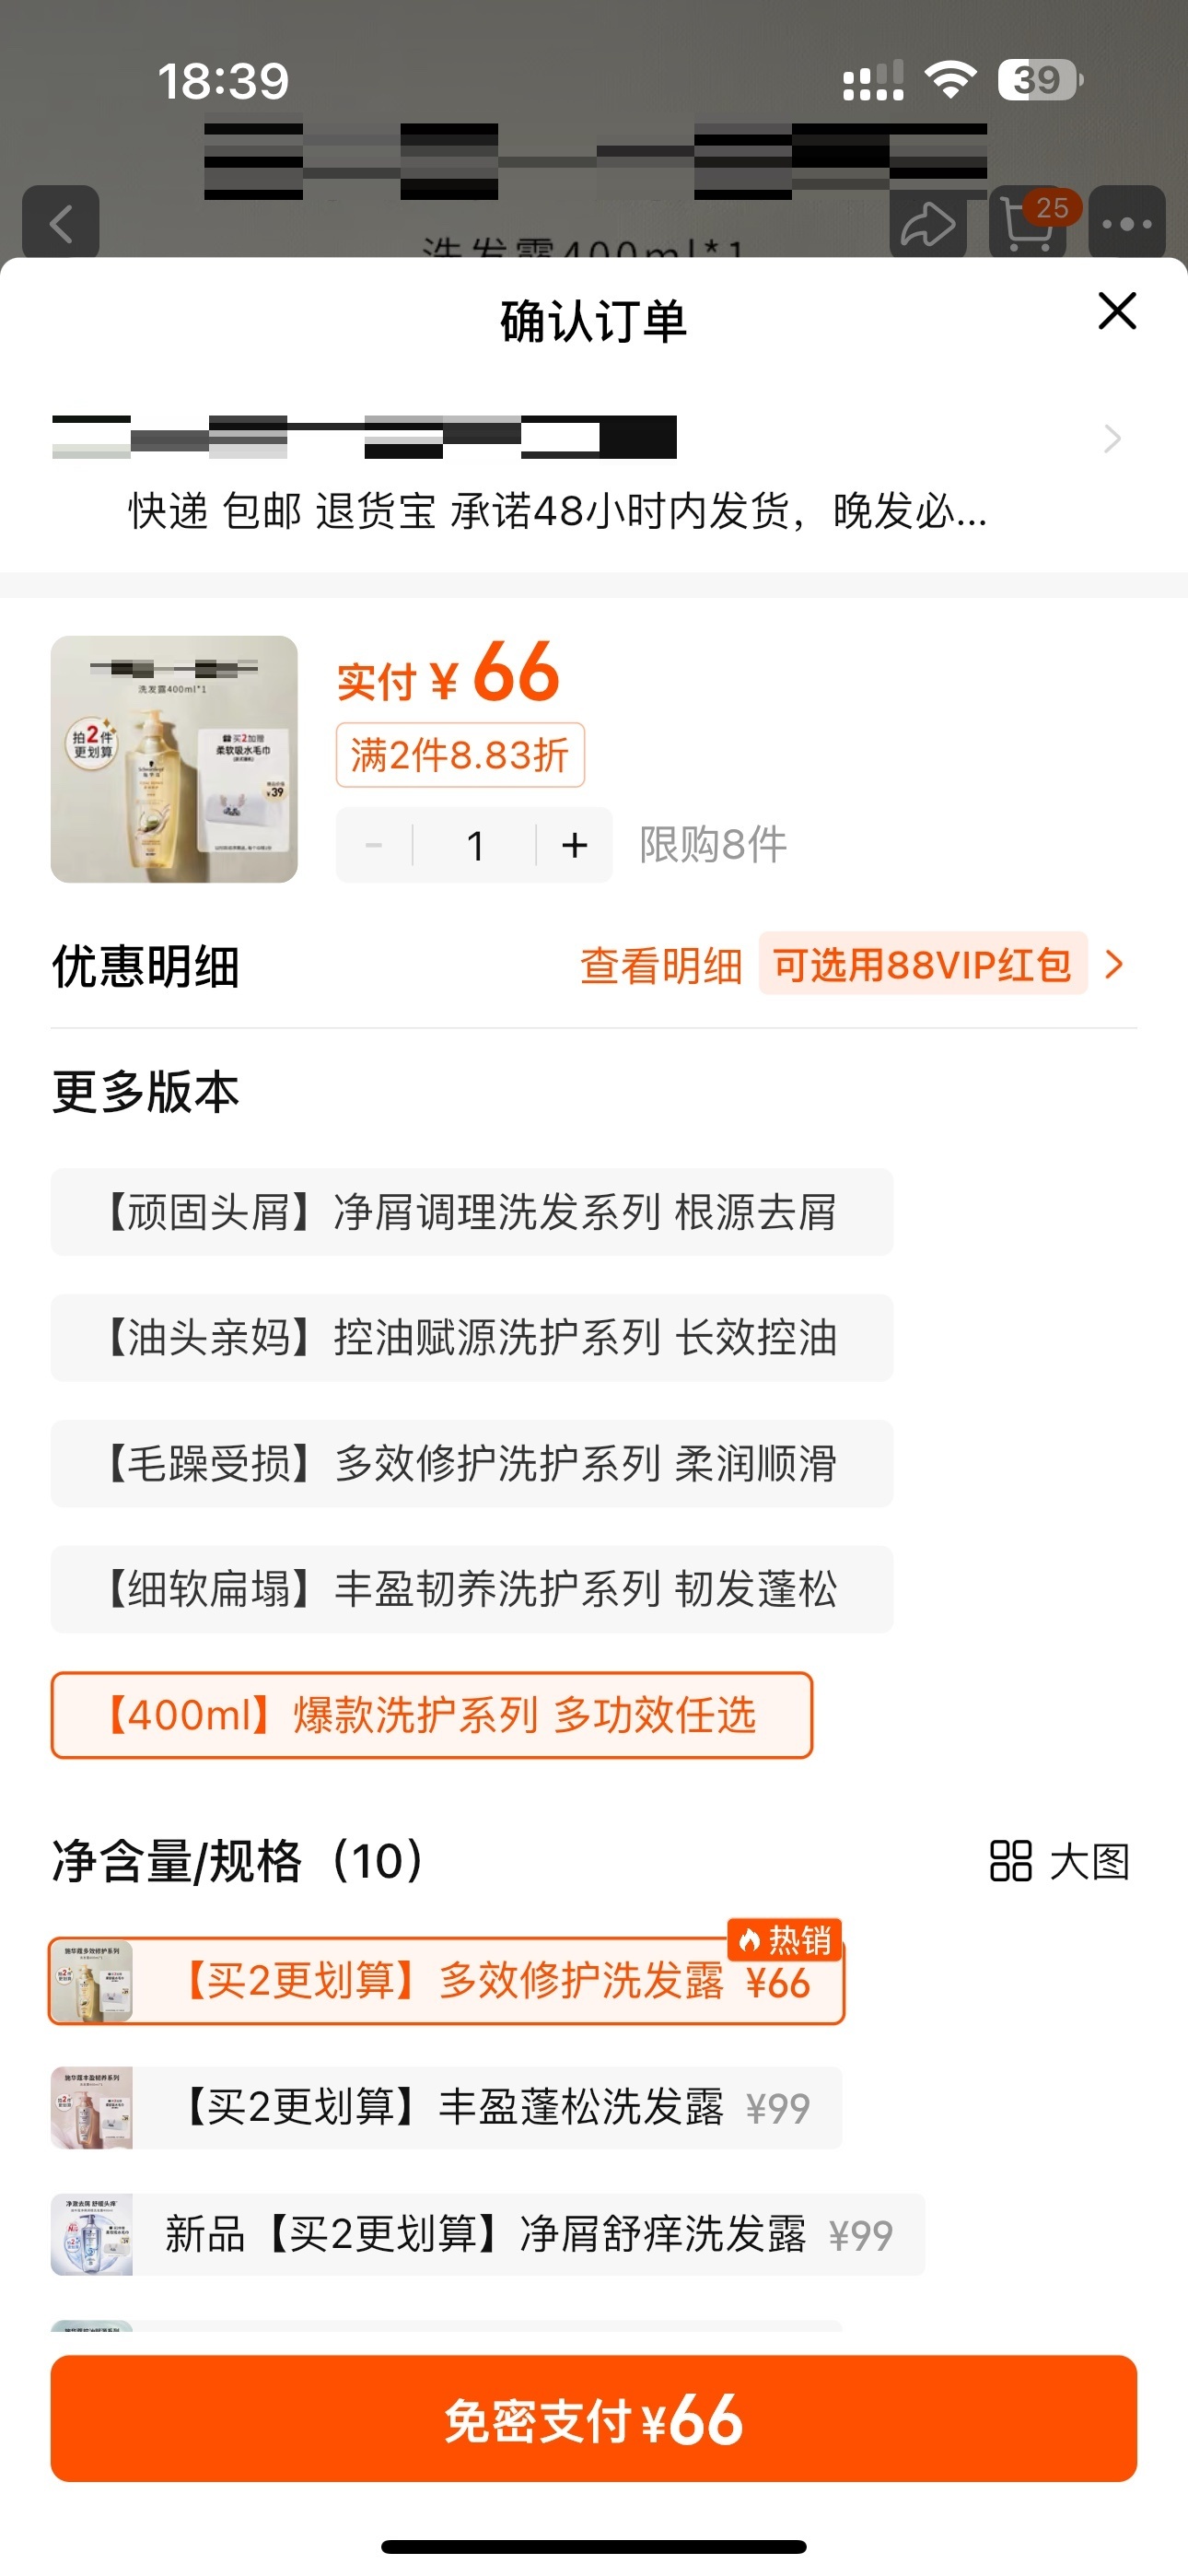 18:39
39
25
洗发露400ml*1
确认订单
快递 包邮 退货宝 承诺48小时内发货，晚发必...
洗发露400ml*1
拍2件
更划算
买2加赠
柔软吸水毛巾
¥39
实付 ¥ 66
满2件8.83折
- 1 + 限购8件
优惠明细 查看明细 可选用88VIP红包
更多版本
【顽固头屑】净屑调理洗发系列 根源去屑
【油头亲妈】控油赋源洗护系列 长效控油
【毛躁受损】多效修护洗护系列 柔润顺滑
【细软扁塌】丰盈韧养洗护系列 韧发蓬松
【400ml】爆款洗护系列 多功效任选
净含量/规格（10） 大图
热销
【买2更划算】多效修护洗发露 ¥66
【买2更划算】丰盈蓬松洗发露 ¥99
新品【买2更划算】净屑舒痒洗发露 ¥99
免密支付 ¥66